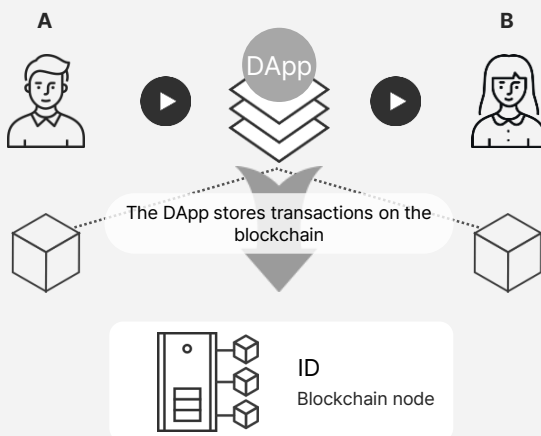 A
B
DApp
The DApp stores transactions on the
blockchain
ID
Blockchain node